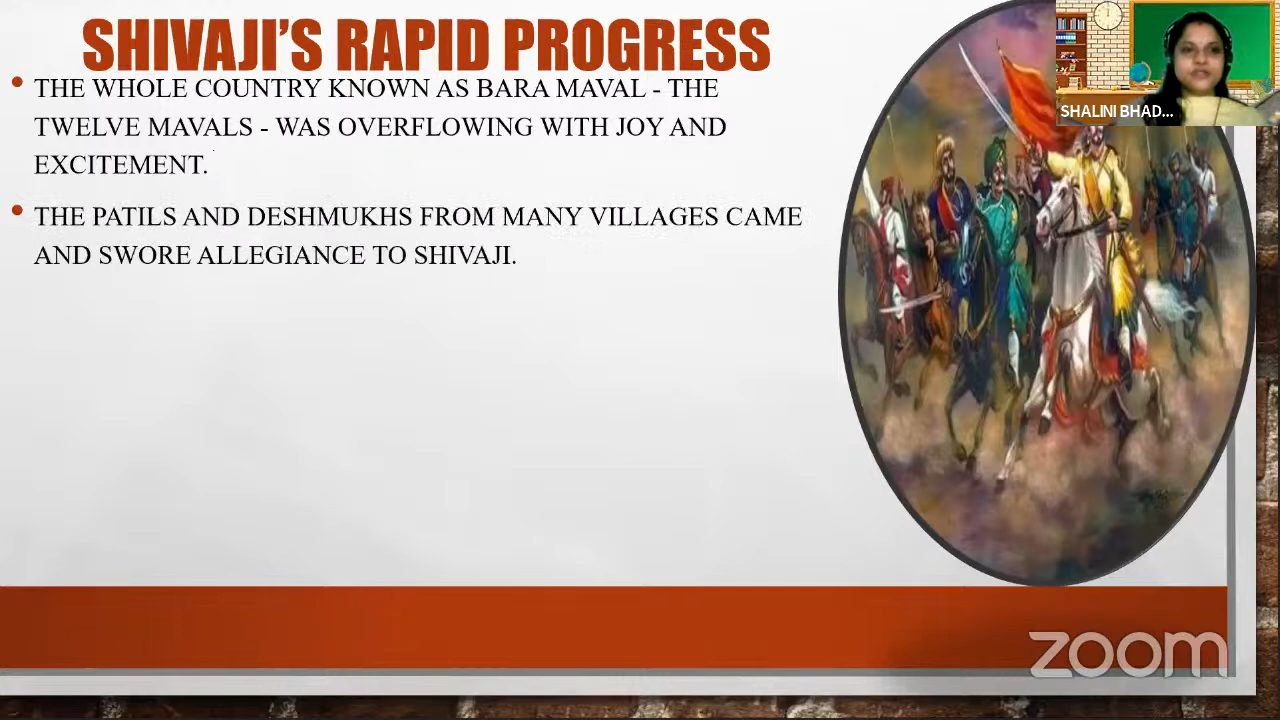 SHIVAJI'S RAPID PROGRESS
• THE WHOLE COUNTRY KNOWN AS BARA MAVAL - THE
TWELVE MAVALS - WAS OVERFLOWING WITH JOY AND
EXCITEMENT.
• THE PATILS AND DESHMUKHS FROM MANY VILLAGES CAME
AND SWORE ALLEGIANCE TO SHIVAJI.
SHALINI BHAD...
zoom